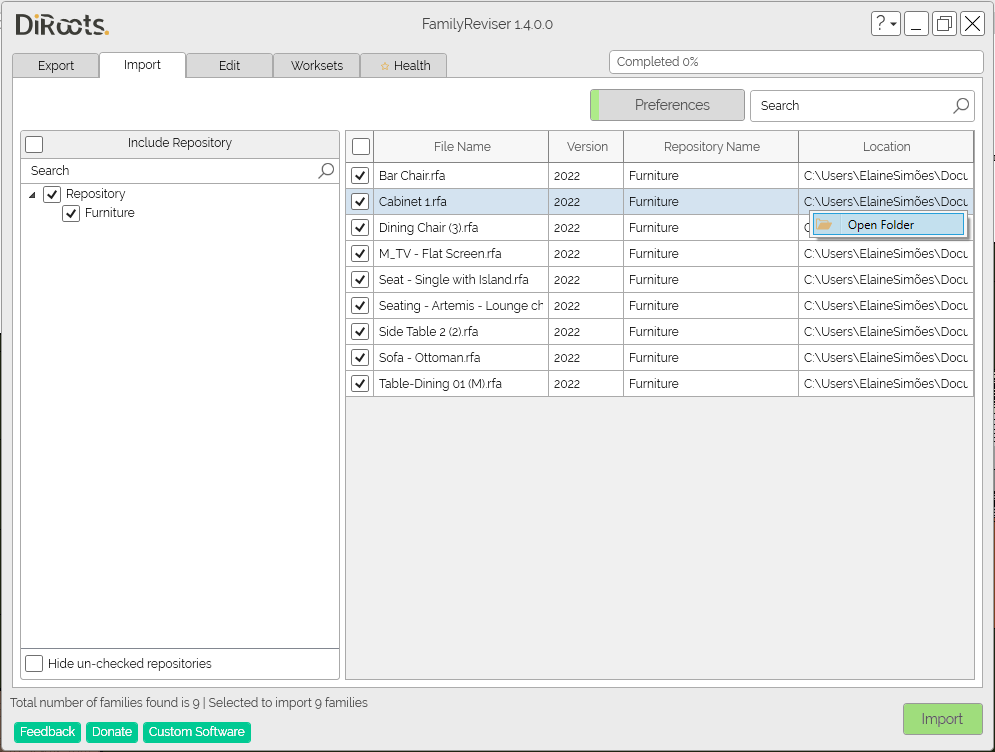 DiRoots.
FamilyReviser 1.4.0.0
?
Export
Import
Edit
Worksets
Health
Completed 0%
Preferences
Search
Include Repository
Search
Repository
Furniture
Hide un-checked repositories
File Name Version Repository Name Location
Bar Chair.rfa 2022 Furniture C:\Users\ElaineSimões\Docu
Cabinet 1.rfa 2022 Furniture C:\Users\ElaineSimões\Docu
Dining Chair (3).rfa 2022 Furniture
Open Folder
M_TV - Flat Screen.rfa 2022 Furniture C:\Users\ElaineSimões\Docu
Seat - Single with Island.rfa 2022 Furniture C:\Users\ElaineSimões\Docu
Seating - Artemis - Lounge ch 2022 Furniture C:\Users\ElaineSimões\Docu
Side Table 2 (2).rfa 2022 Furniture C:\Users\ElaineSimões\Docu
Sofa - Ottoman.rfa 2022 Furniture C:\Users\ElaineSimões\Docu
Table-Dining 01 (M).rfa 2022 Furniture C:\Users\ElaineSimões\Docu
Total number of families found is 9 | Selected to import 9 families
Feedback
Donate
Custom Software
Import